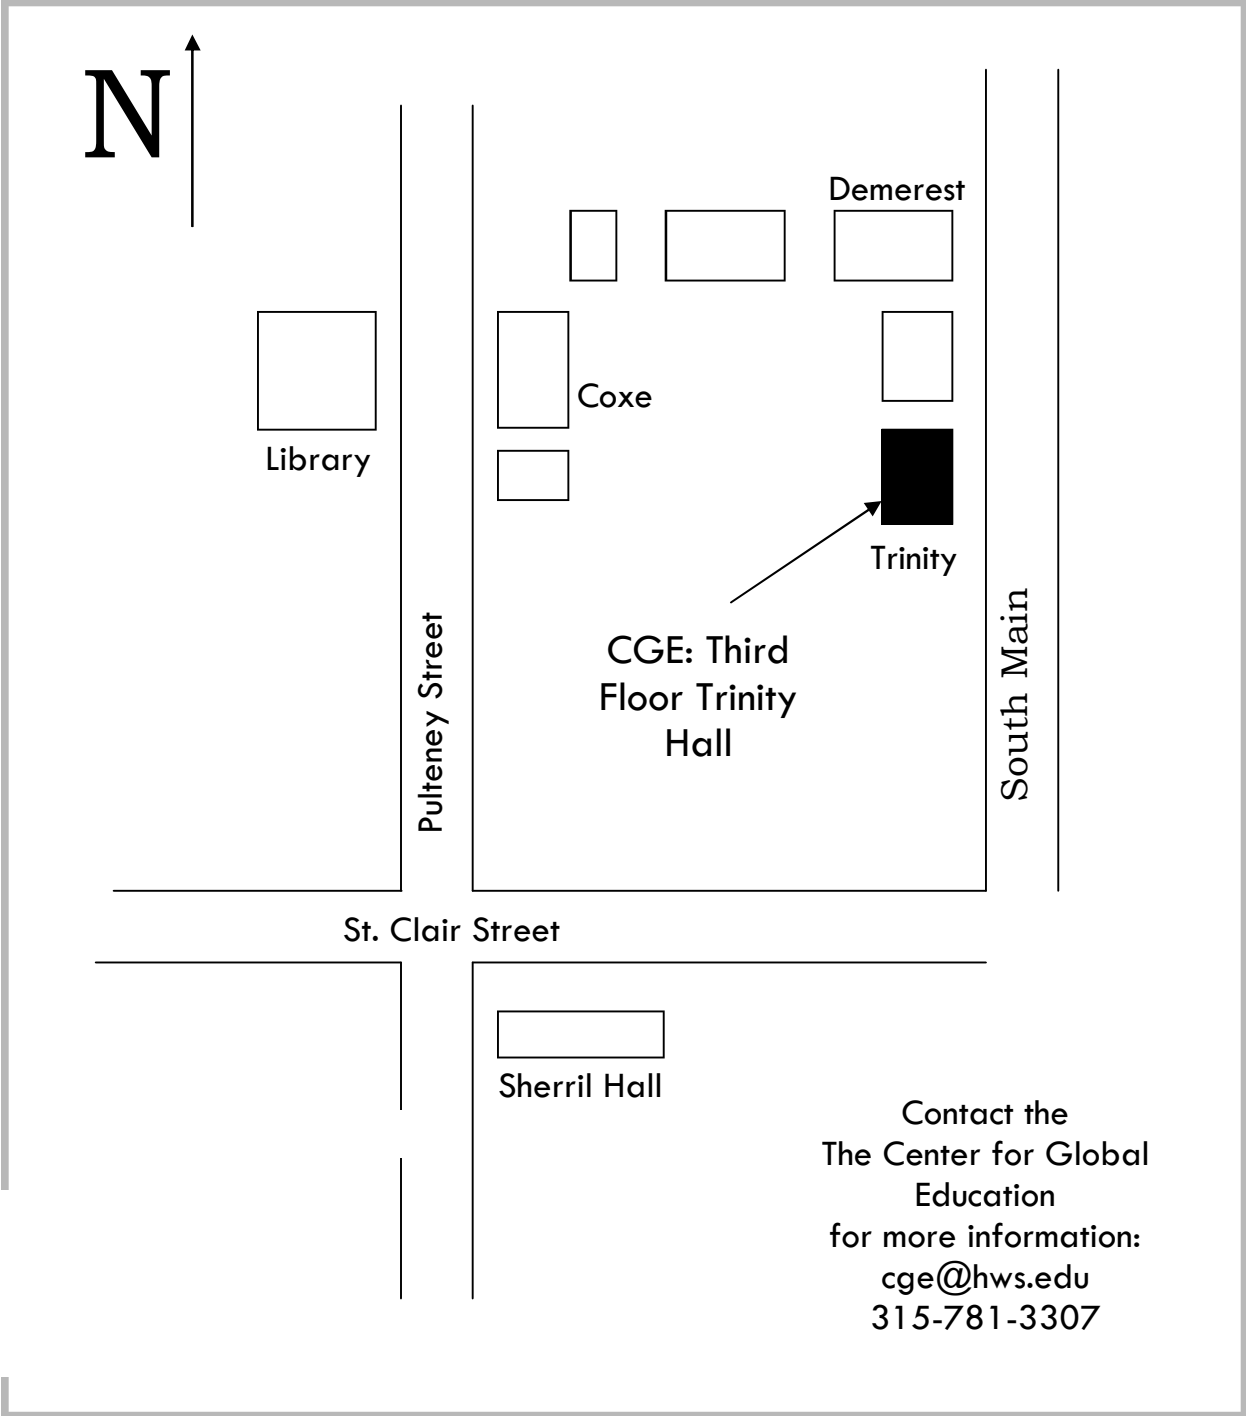 N
Demerest
Coxe
Library
Trinity
CGE: Third
Floor Trinity
Hall
Pulteney Street
South Main
St. Clair Street
Sherril Hall
Contact the
The Center for Global
Education
for more information:
cge@hws.edu
315-781-3307